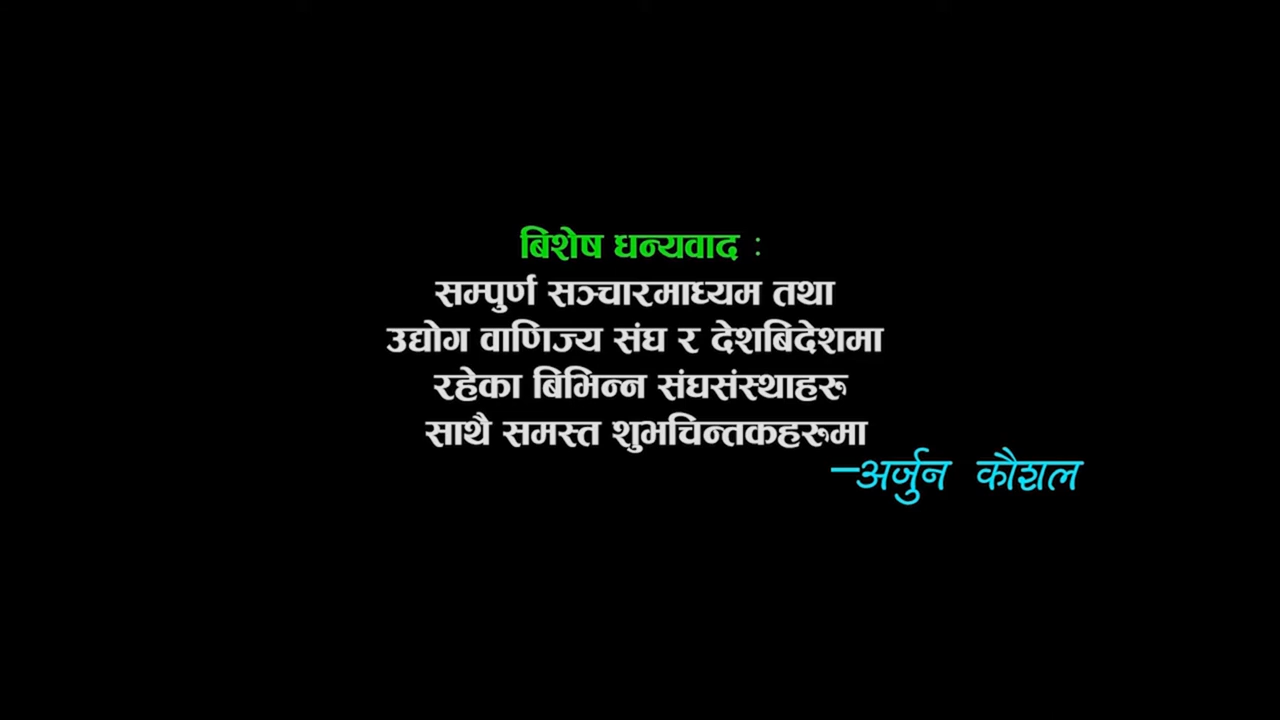 बिशेष धन्यवाद :
सम्पुर्ण सञ्चारमाध्यम तथा
उद्योग वाणिज्य संघ र देशबिदेशमा
रहेका बिभिन्न संघसंस्थाहरु
साथै समस्त शुभचिन्तकहरुमा
–अर्जुन कौशल